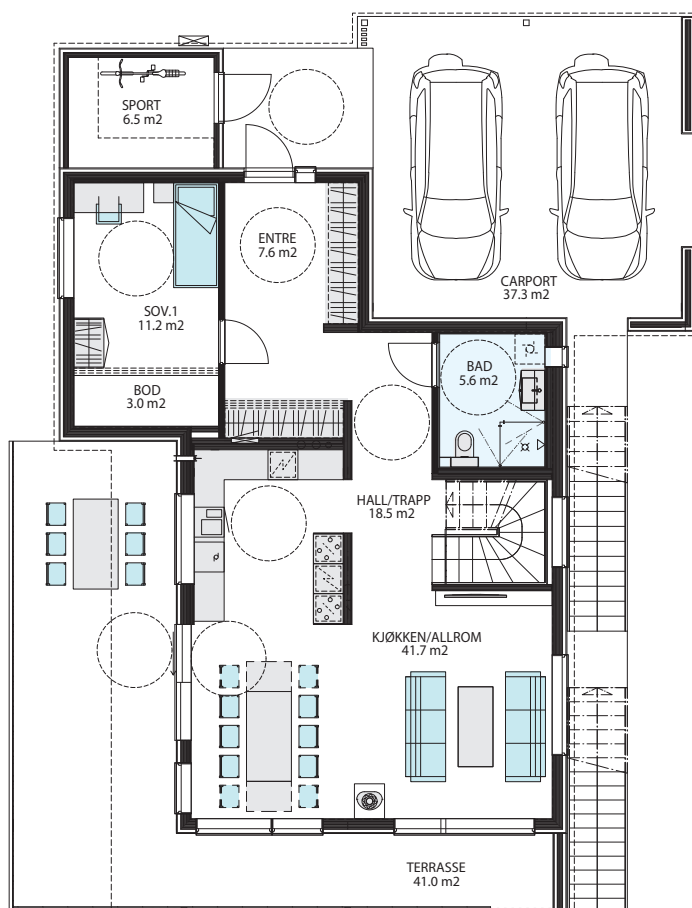 SPORT
6.5 m2
ENTRE
7.6 m2
CARPORT
37.3 m2
SOV.1
11.2 m2
BAD
5.6 m2
BOD
3.0 m2
HALL/TRAPP
18.5 m2
KJØKKEN/ALLROM
41.7 m2
TERRASSE
41.0 m2